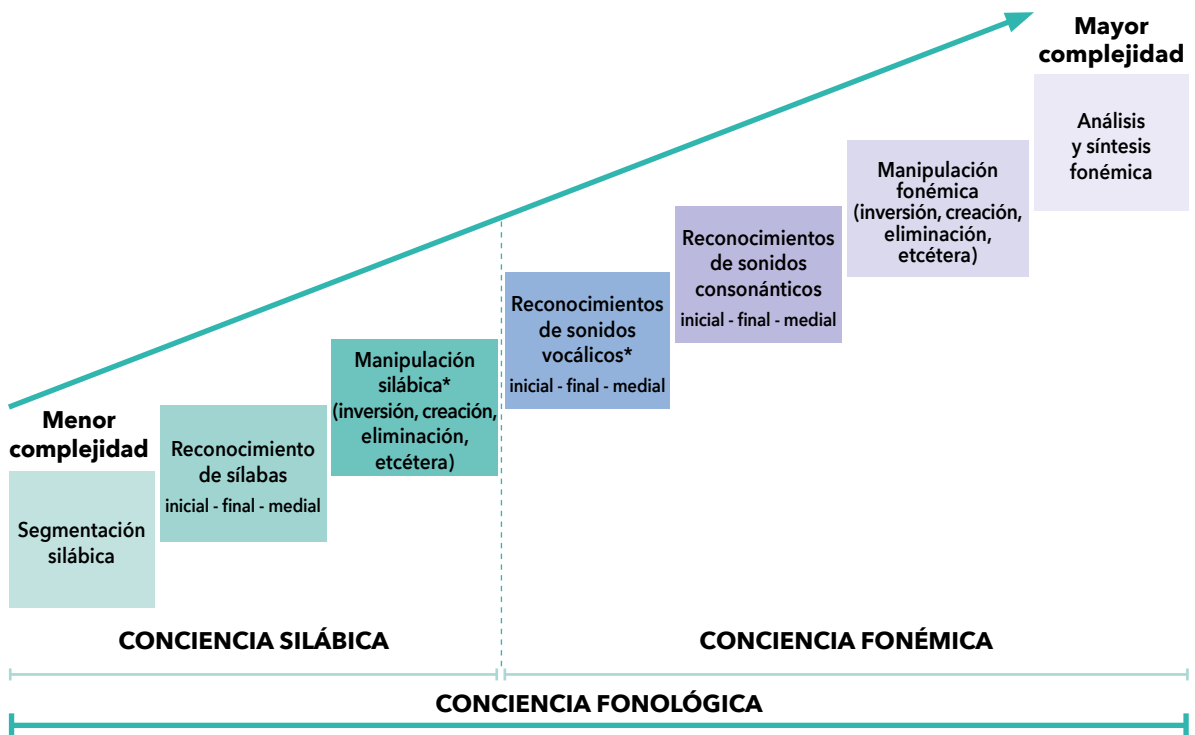 Mayor
complejidad
Análisis
y síntesis
fonémica
Manipulación
fonémica
(inversión, creación,
eliminación,
etcétera)
Reconocimientos
de sonidos
consonánticos
inicial - final - medial
Reconocimientos
de sonidos
vocálicos*
inicial - final - medial
Manipulación
silábica*
(inversión, creación,
eliminación,
etcétera)
Menor
complejidad
Reconocimiento
de sílabas
inicial - final - medial
Segmentación
silábica
CONCIENCIA SILÁBICA
CONCIENCIA FONÉMICA
CONCIENCIA FONOLÓGICA